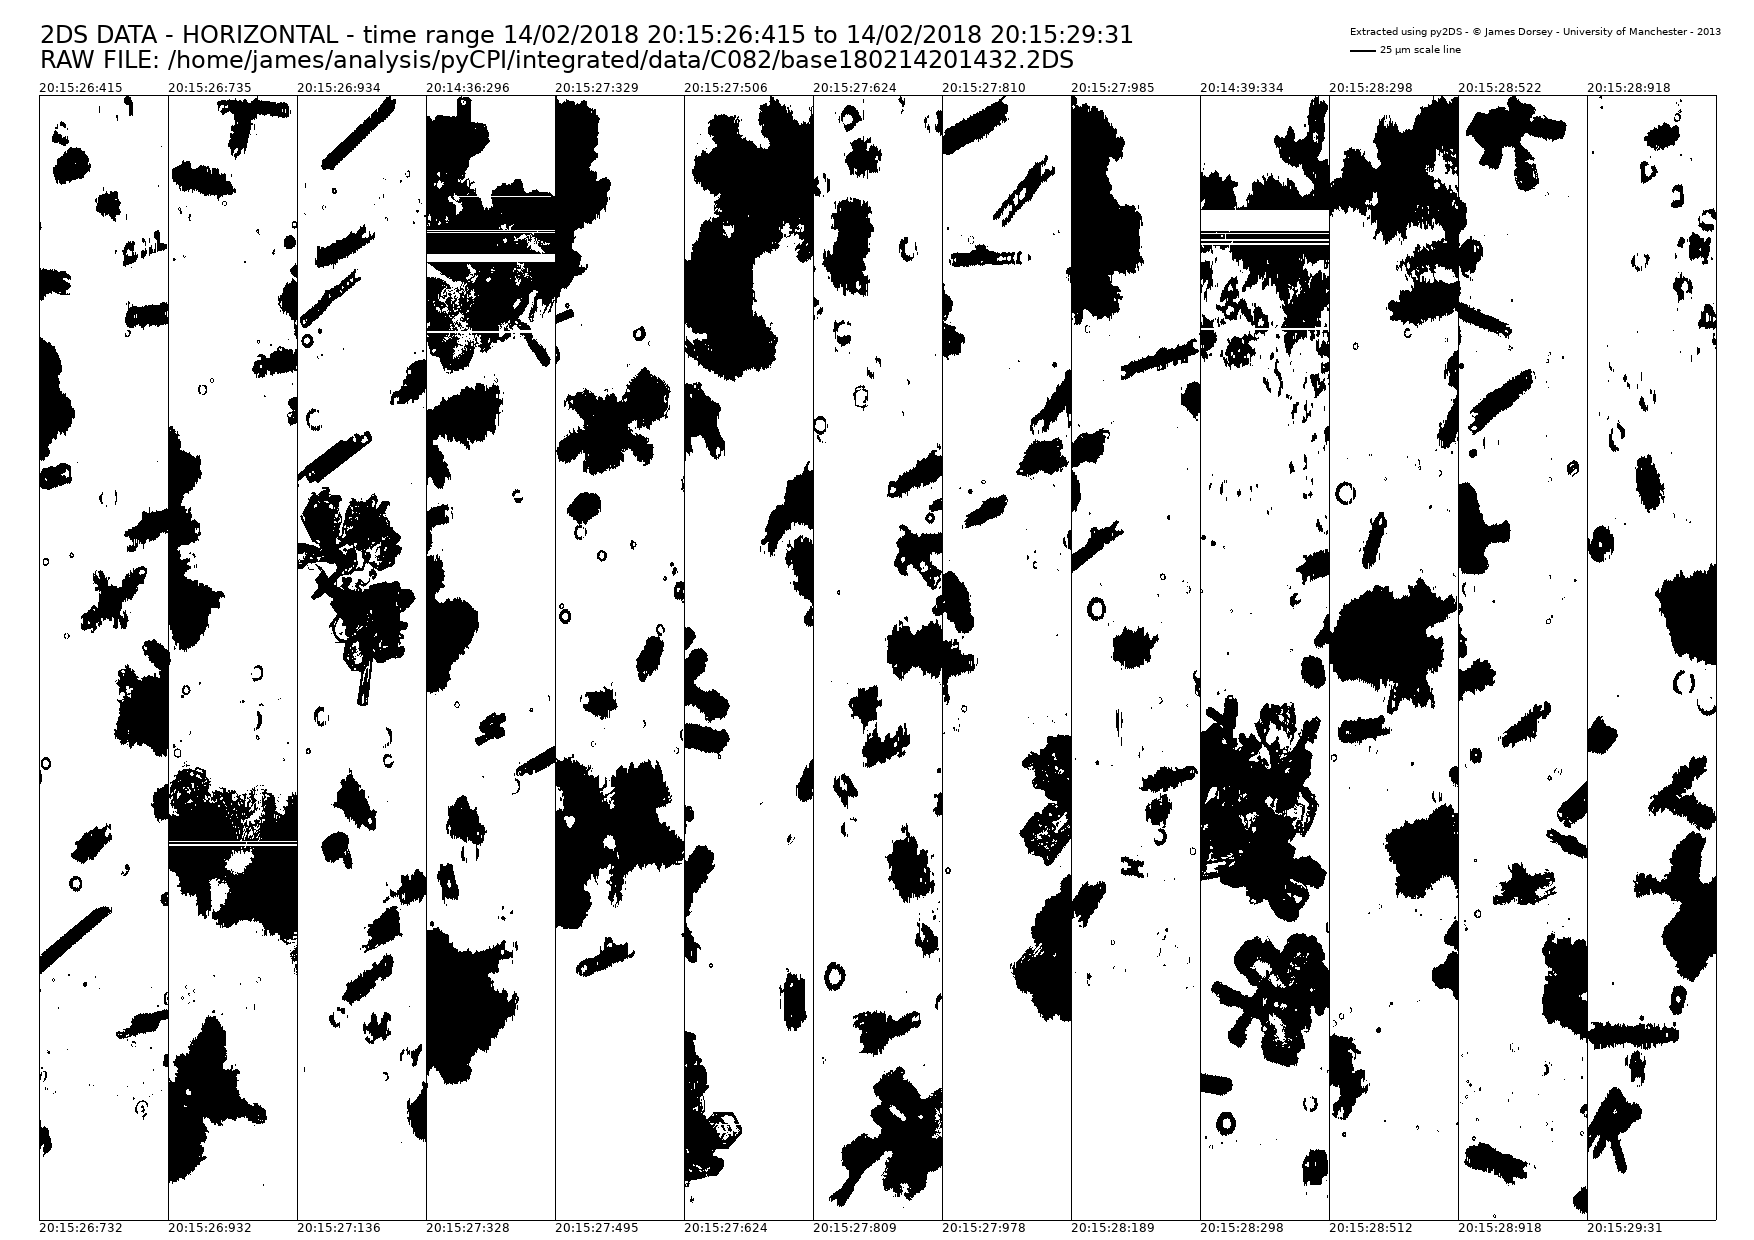 2DS DATA - HORIZONTAL - time range 14/02/2018 20:15:26:415 to 14/02/2018 20:15:29:31
RAW FILE: /home/james/analysis/pyCPI/integrated/data/C082/base180214201432.2DS
Extracted using py2DS - © James Dorsey - University of Manchester - 2013
25 µm scale line
20:15:26:415 20:15:26:735 20:15:26:934 20:14:36:296 20:15:27:329 20:15:27:506 20:15:27:624 20:15:27:810 20:15:27:985 20:14:39:334 20:15:28:298 20:15:28:522 20:15:28:918
20:15:26:732 20:15:26:932 20:15:27:136 20:15:27:328 20:15:27:495 20:15:27:624 20:15:27:809 20:15:27:978 20:15:28:189 20:15:28:298 20:15:28:512 20:15:28:918 20:15:29:31